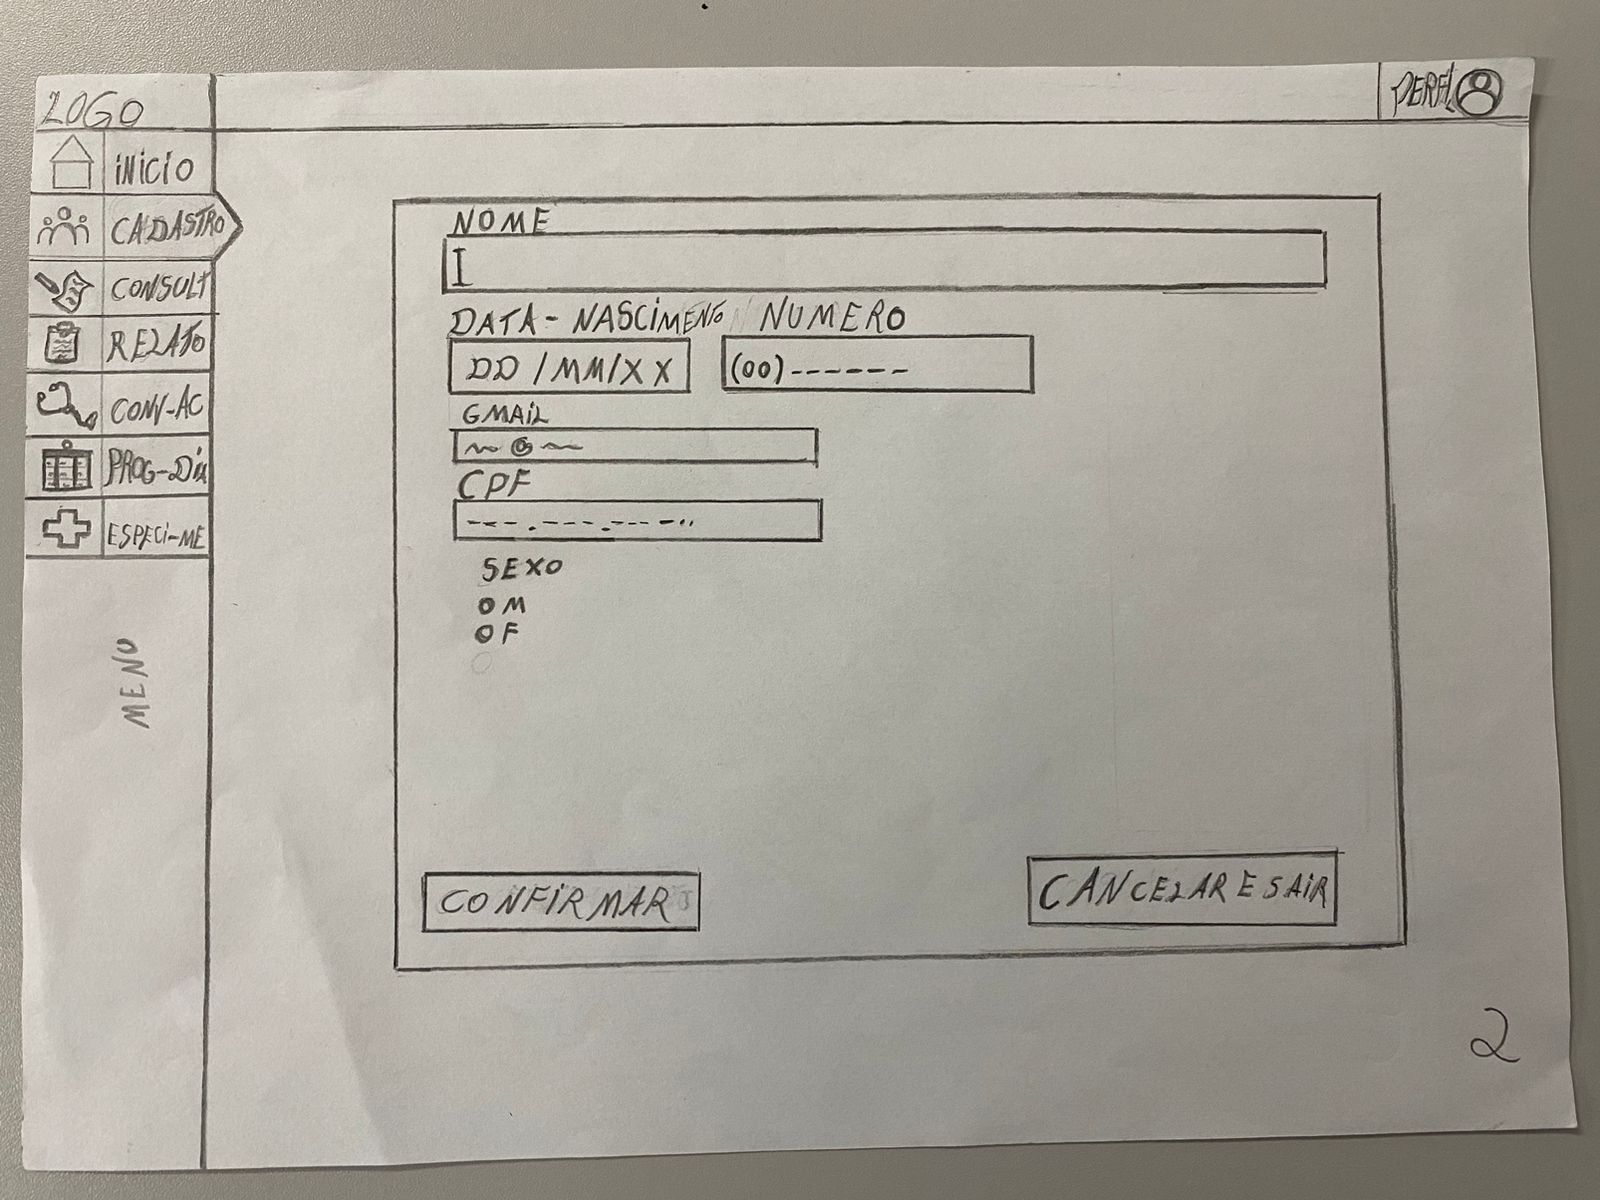 LOGO
PERFIL
INICIO
CADASTRO
CONSULT
RELATO
CONV-AC
PROG-DIA
ESPECI-ME
MENU
NOME
DATA - NASCIMENTO NUMERO
DD/MM/XX (00)------
GMAIL
~@~
CPF
---.---.---..
SEXO
O M
O F
CONFIRMAR CANCELAR E SAIR
2